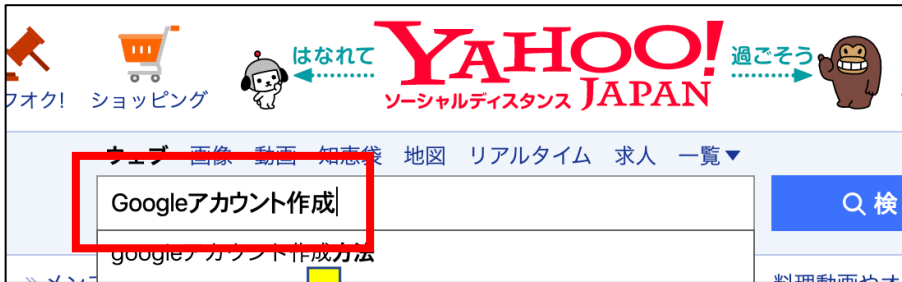 はなれて YAHOO! 過ごそう
ソーシャルディスタンス JAPAN
ショッピング
ウェブ 画像 動画 知恵袋 地図 リアルタイム 求人 一覧▼
Googleアカウント作成
検
googleアカウント作成方法